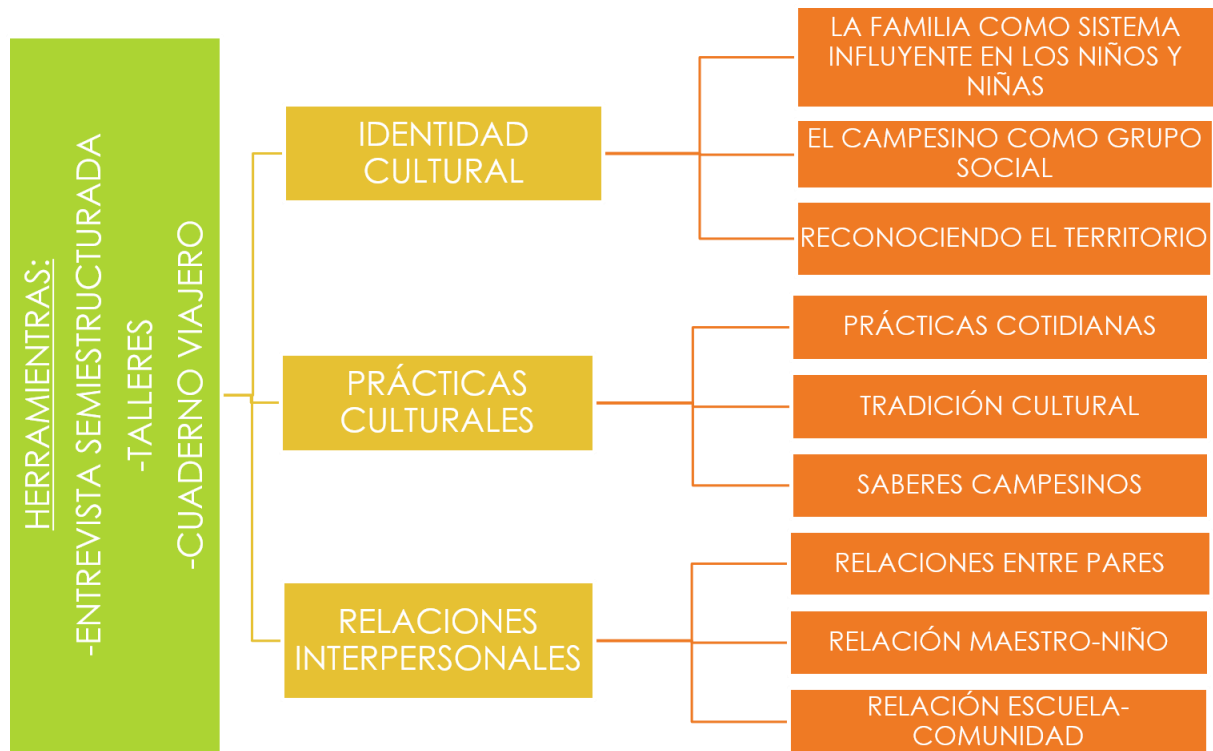 HERRAMIENTRAS:
-ENTREVISTA SEMIESTRUCTURADA
-TALLERES
-CUADERNO VIAJERO
IDENTIDAD
CULTURAL
LA FAMILIA COMO SISTEMA
INFLUYENTE EN LOS NIÑOS Y
NIÑAS
EL CAMPESINO COMO GRUPO
SOCIAL
RECONOCIENDO EL TERRITORIO
PRÁCTICAS
CULTURALES
PRÁCTICAS COTIDIANAS
TRADICIÓN CULTURAL
SABERES CAMPESINOS
RELACIONES
INTERPERSONALES
RELACIONES ENTRE PARES
RELACIÓN MAESTRO-NIÑO
RELACIÓN ESCUELA-
COMUNIDAD